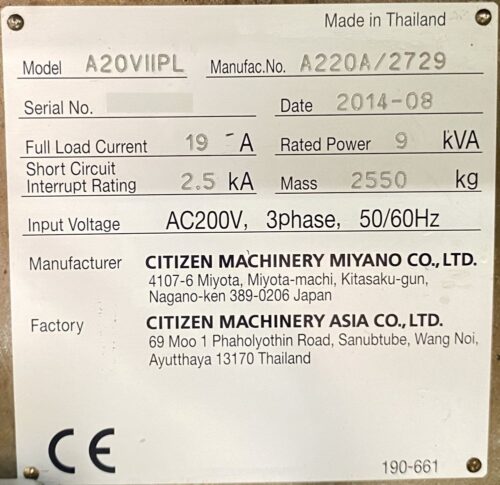 Made in Thailand
Model A20VIIPL Manufac.No. A220A/2729
Serial No. Date 2014-08
Full Load Current 19 A Rated Power 9 kVA
Short Circuit
Interrupt Rating 2.5 kA Mass 2550 kg
Input Voltage AC200V, 3phase, 50/60Hz
Manufacturer CITIZEN MACHINERY MIYANO CO., LTD.
4107-6 Miyota, Miyota-machi, Kitasaku-gun,
Nagano-ken 389-0206 Japan
Factory CITIZEN MACHINERY ASIA CO., LTD.
69 Moo 1 Phaholyothin Road, Sanubtube, Wang Noi,
Ayutthaya 13170 Thailand
CE 190-661